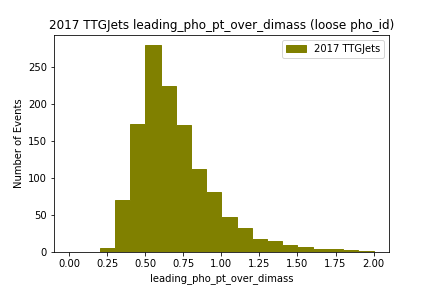 2017 TTGJets leading_pho_pt_over_dimass (loose pho_id)
2017 TTGJets
Number of Events
250
200
150
100
50
0
0.00 0.25 0.50 0.75 1.00 1.25 1.50 1.75 2.00
leading_pho_pt_over_dimass